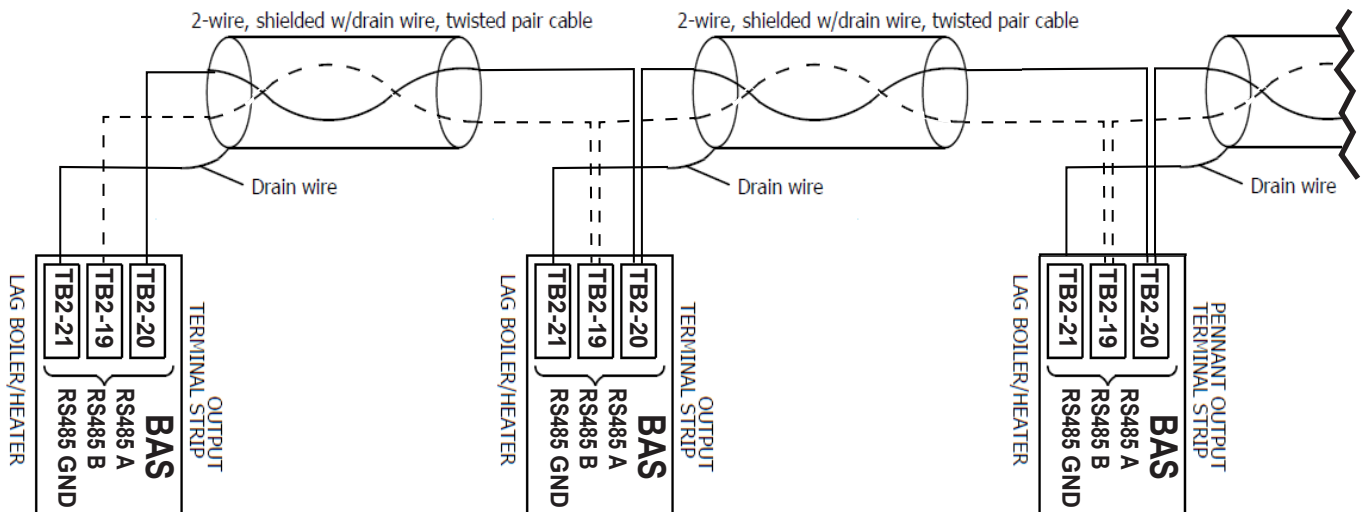 2-wire, shielded w/drain wire, twisted pair cable
2-wire, shielded w/drain wire, twisted pair cable
Drain wire
Drain wire
Drain wire
LAG BOILER/HEATER
TB2-21
TB2-19
TB2-20
RS485 GND
RS485 B
RS485 A
BAS
OUTPUT
TERMINAL STRIP
LAG BOILER/HEATER
TB2-21
TB2-19
TB2-20
RS485 GND
RS485 B
RS485 A
BAS
OUTPUT
TERMINAL STRIP
LAG BOILER/HEATER
TB2-21
TB2-19
TB2-20
RS485 GND
RS485 B
RS485 A
BAS
PENNANT OUTPUT
TERMINAL STRIP